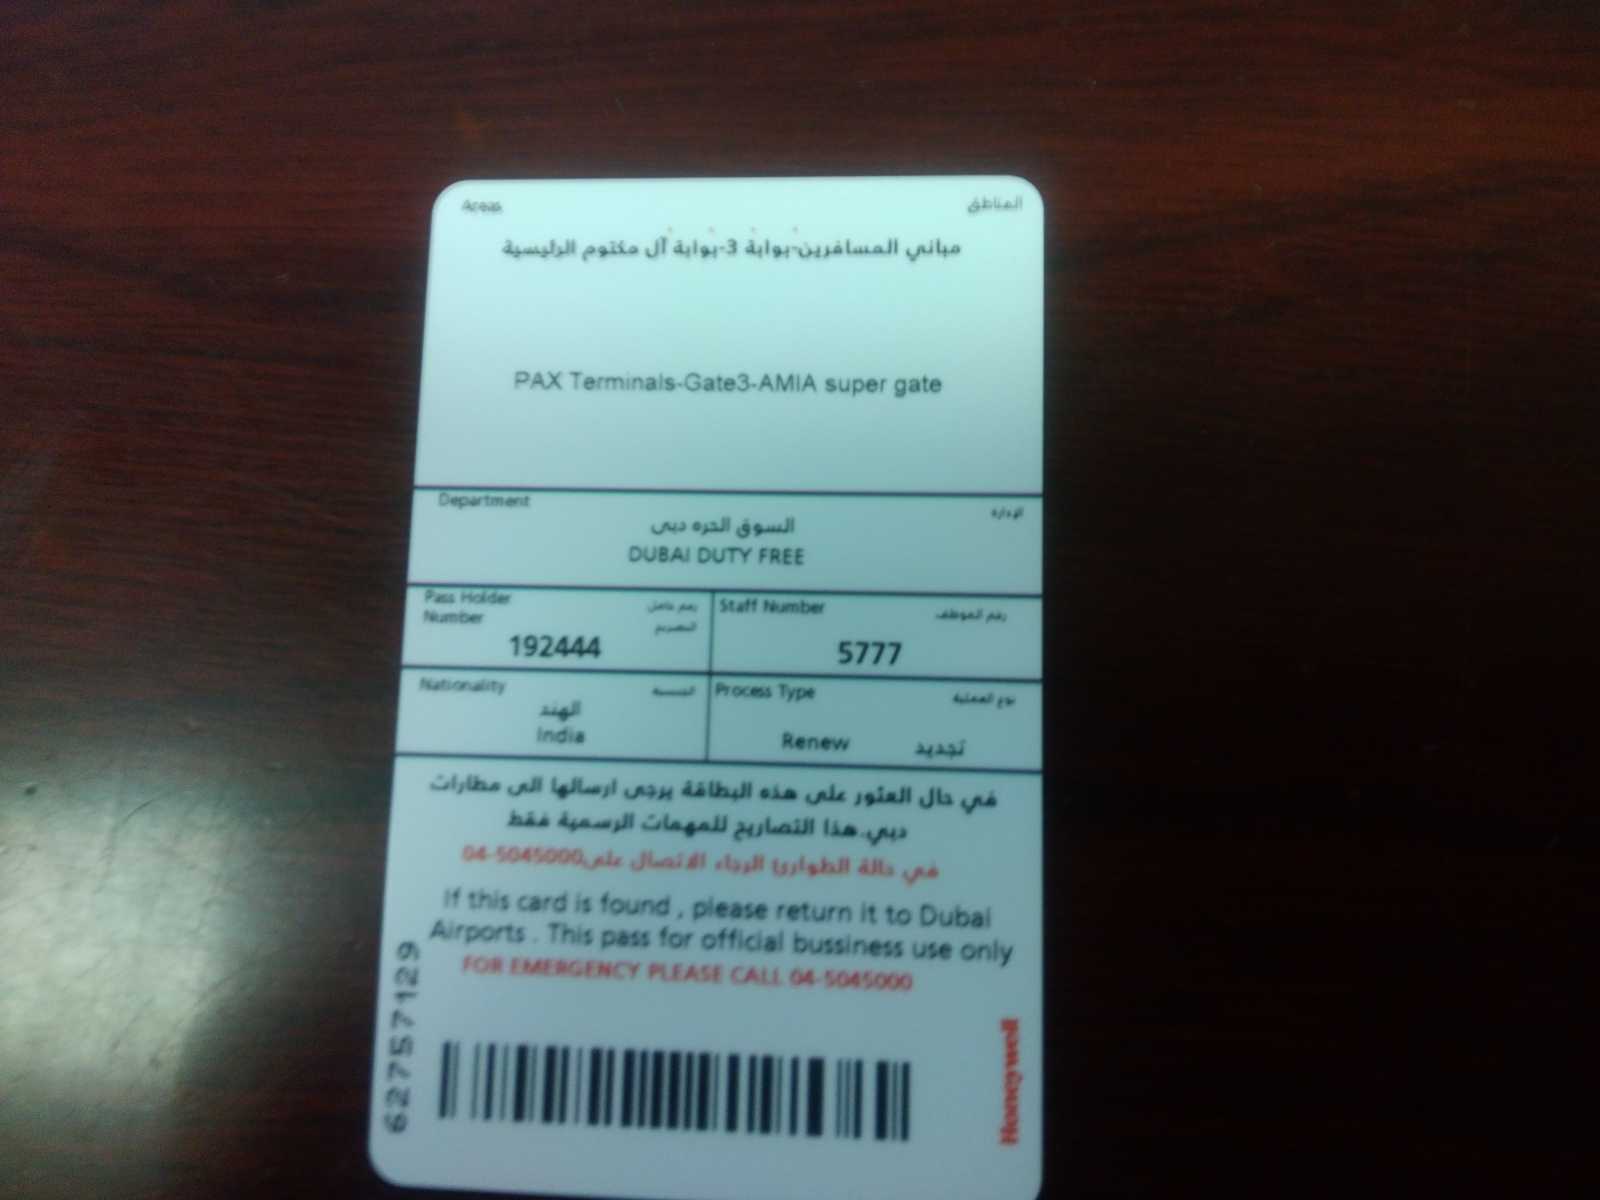 Areas المناطق
مباني المسافرين-بوابة 3-بوابة آل مكتوم الرئيسية
PAX Terminals-Gate3-AMIA super gate
Department الإدارة
السوق الحره دبى
DUBAI DUTY FREE
Pass Holder رقم حامل
Number التصريح
192444
Staff Number رقم الموظف
5777
Nationality الجنسية
الهند
India
Process Type نوع العملية
Renew تجديد
في حال العثور على هذه البطاقة يرجى ارسالها الى مطارات
دبي.هذا التصاريح للمهمات الرسمية فقط
في حالة الطوارئ الرجاء الاتصال على04-5045000
If this card is found , please return it to Dubai
Airports . This pass for official bussiness use only
FOR EMERGENCY PLEASE CALL 04-5045000
62757129
Honeywell